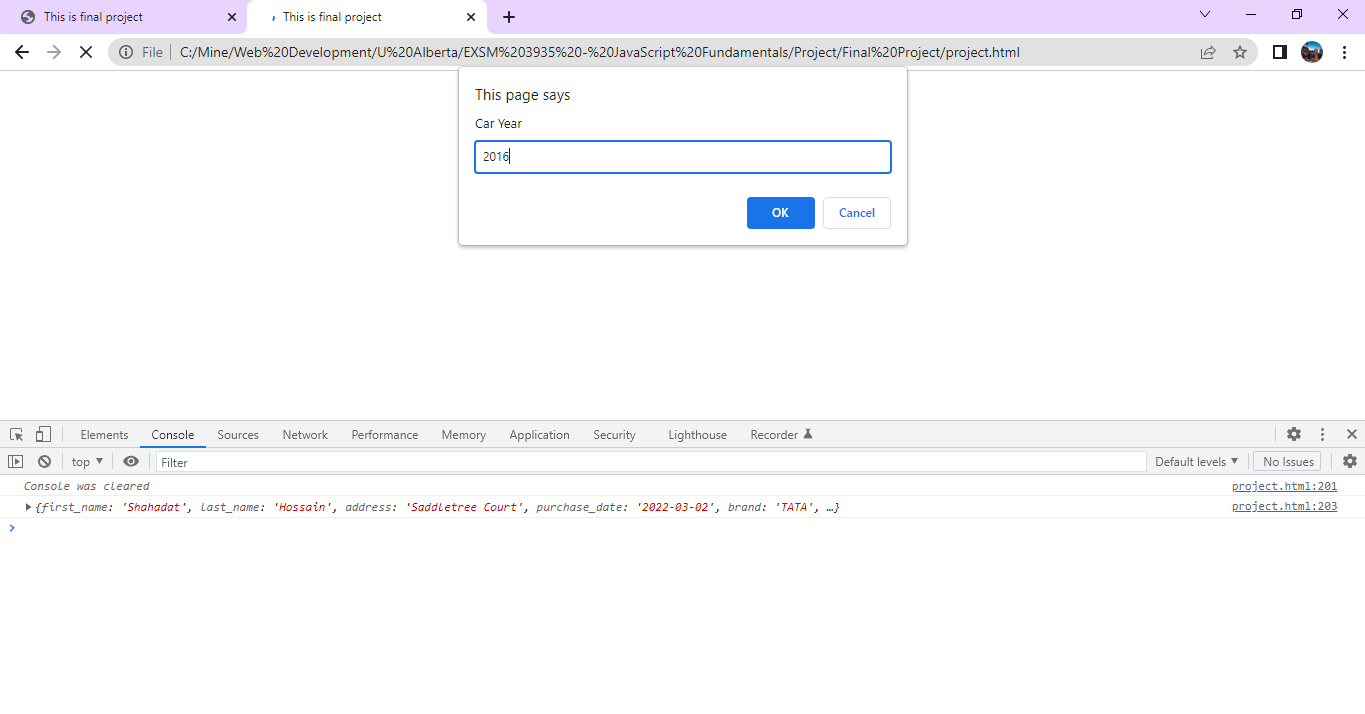 This is final project
This is final project
File
C:/Mine/Web%20Development/U%20Alberta/EXSM%203935%20-%20JavaScript%20Fundamentals/Project/Final%20Project/project.html
This page says
Car Year
2016
OK Cancel
Elements Console Sources Network Performance Memory Application Security Lighthouse Recorder
top Filter Default levels No Issues
Console was cleared project.html:201
{first_name: 'Shahadat', last_name: 'Hossain', address: 'Saddletree Court', purchase_date: '2022-03-02', brand: 'TATA', …} project.html:203